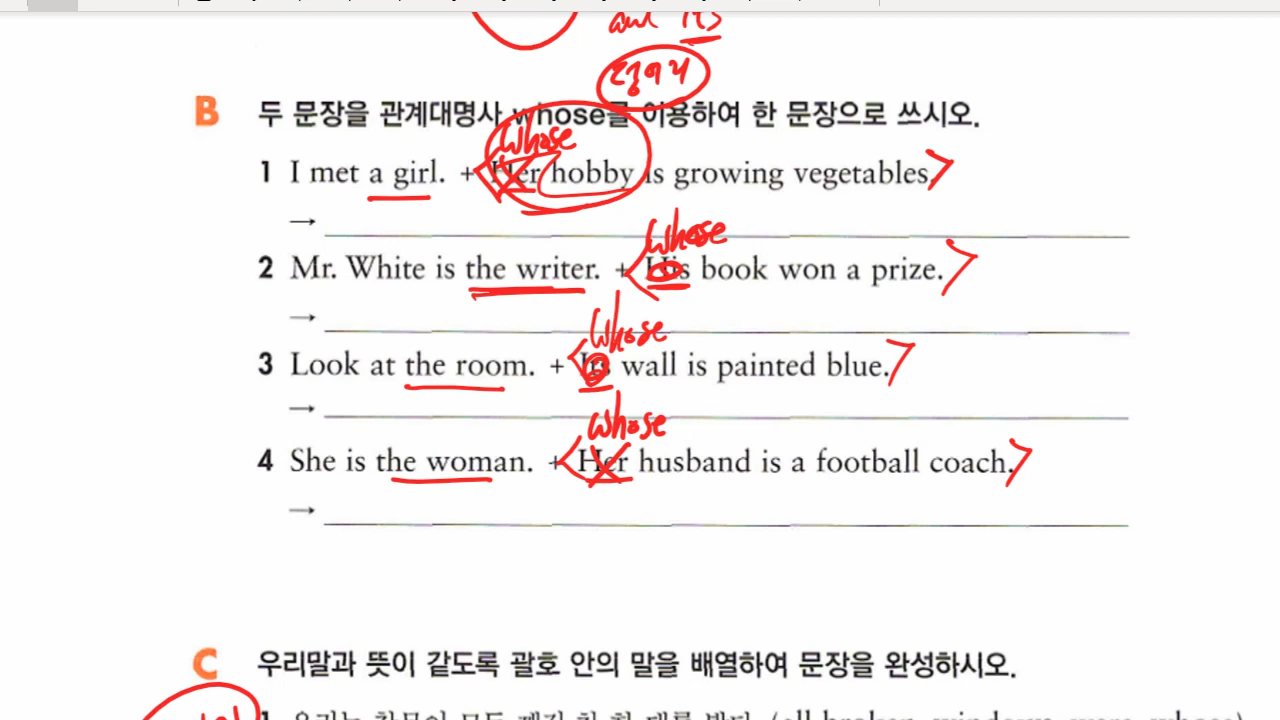 and its
덩어리
B 두 문장을 관계대명사 whose를 이용하여 한 문장으로 쓰시오.
whose
1 I met a girl. + Her hobby is growing vegetables.
→
whose
2 Mr. White is the writer. + His book won a prize.
→
whose
3 Look at the room. + Its wall is painted blue.
→
whose
4 She is the woman. + Her husband is a football coach.
→
C 우리말과 뜻이 같도록 괄호 안의 말을 배열하여 문장을 완성하시오.